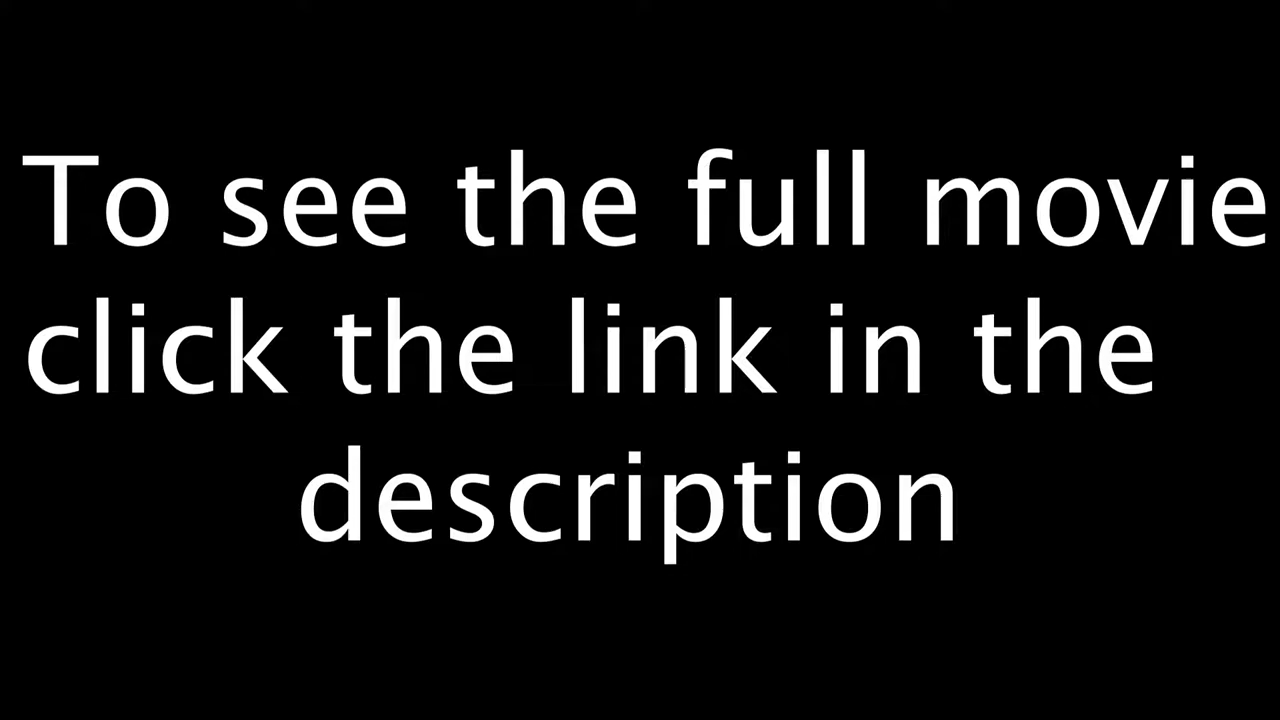 To see the full movie
click the link in the
description